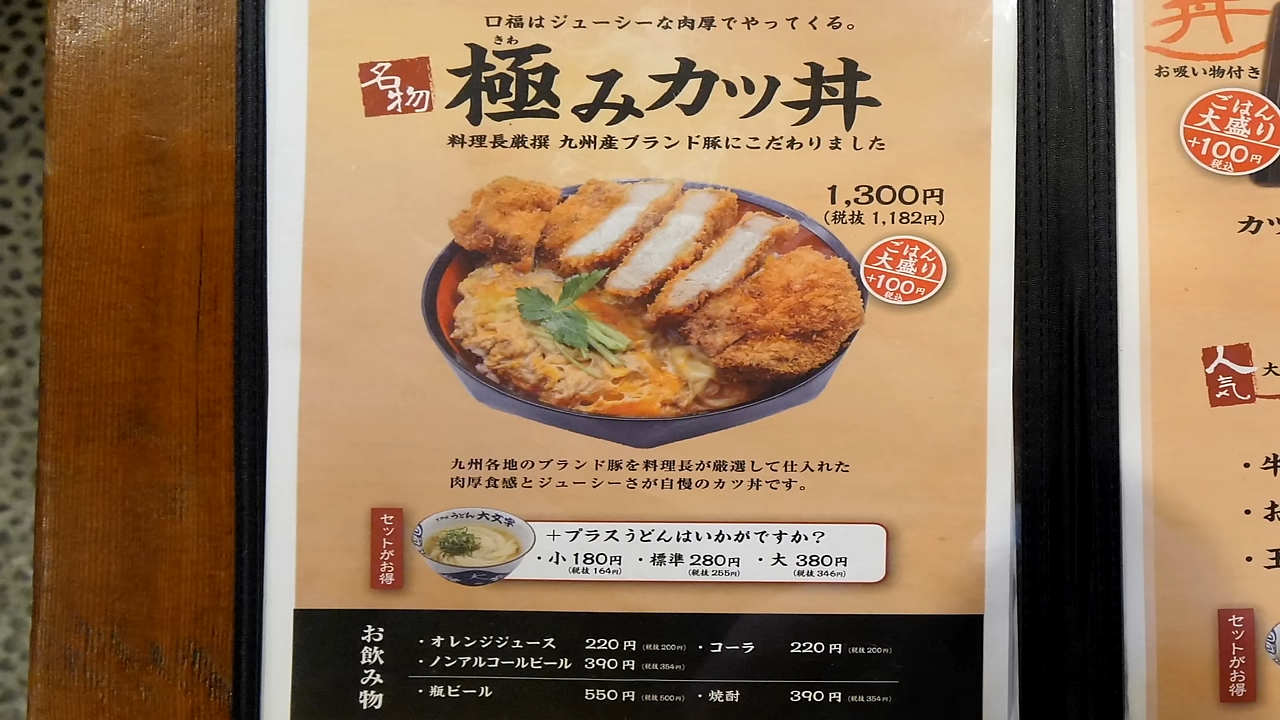 口福はジューシーな肉厚でやってくる。
名物
きわ
極みカツ丼
料理長厳撰 九州産ブランド豚にこだわりました
1,300円
(税抜 1,182円)
ごはん
大盛り
+100円
税込
九州各地のブランド豚を料理長が厳選して仕入れた
肉厚食感とジューシーさが自慢のカツ丼です。
セットがお得
うどん 大文字
+プラスうどんはいかがですか?
・小 180円 ・標準 280円 ・大 380円
(税抜 164円) (税抜 255円) (税抜 346円)
お飲み物
・オレンジジュース 220円 (税抜 200円) ・コーラ 220円 (税抜 200円)
・ノンアルコールビール 390円 (税抜 354円)
・瓶ビール 550円 (税抜 500円) ・焼酎 390円 (税抜 354円)
丼
お吸い物付き
ごはん
大盛り
+100円
税込
カツ
人気
大
・牛
・お
・玉
セットがお得